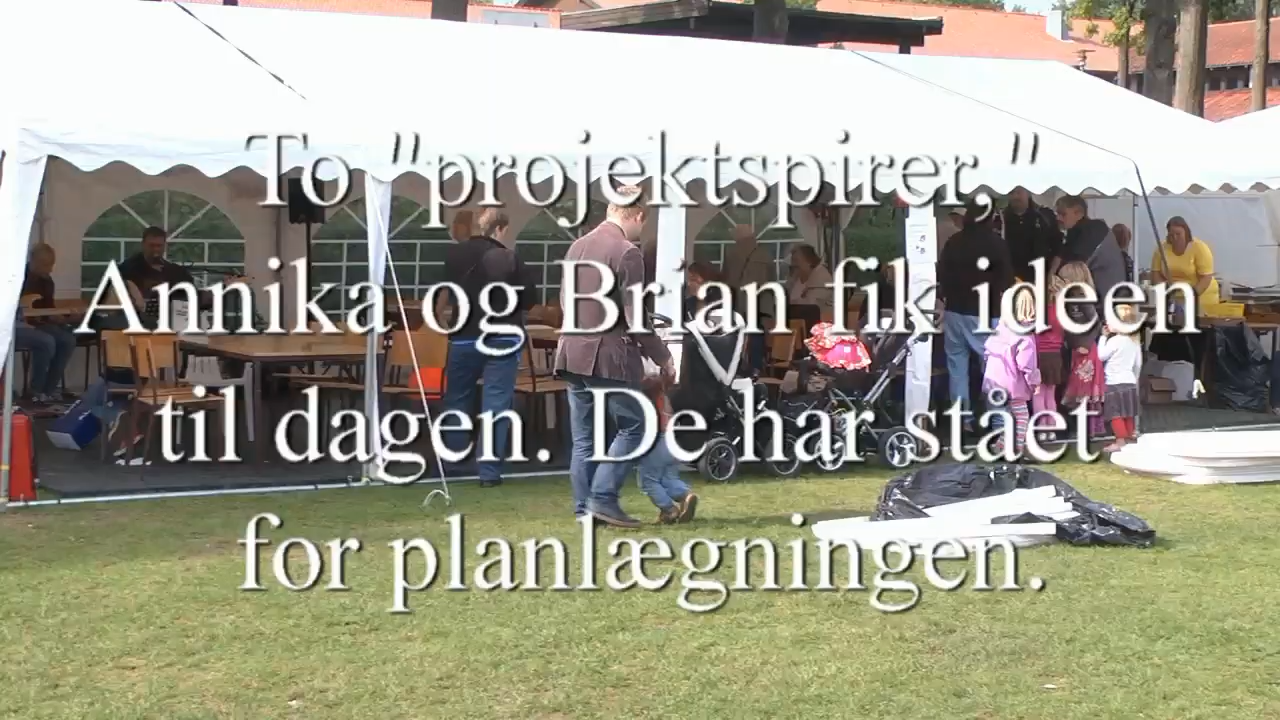 To "projektspirer,"
Annika og Brian fik ideen
til dagen. De har stået
for planlægningen.